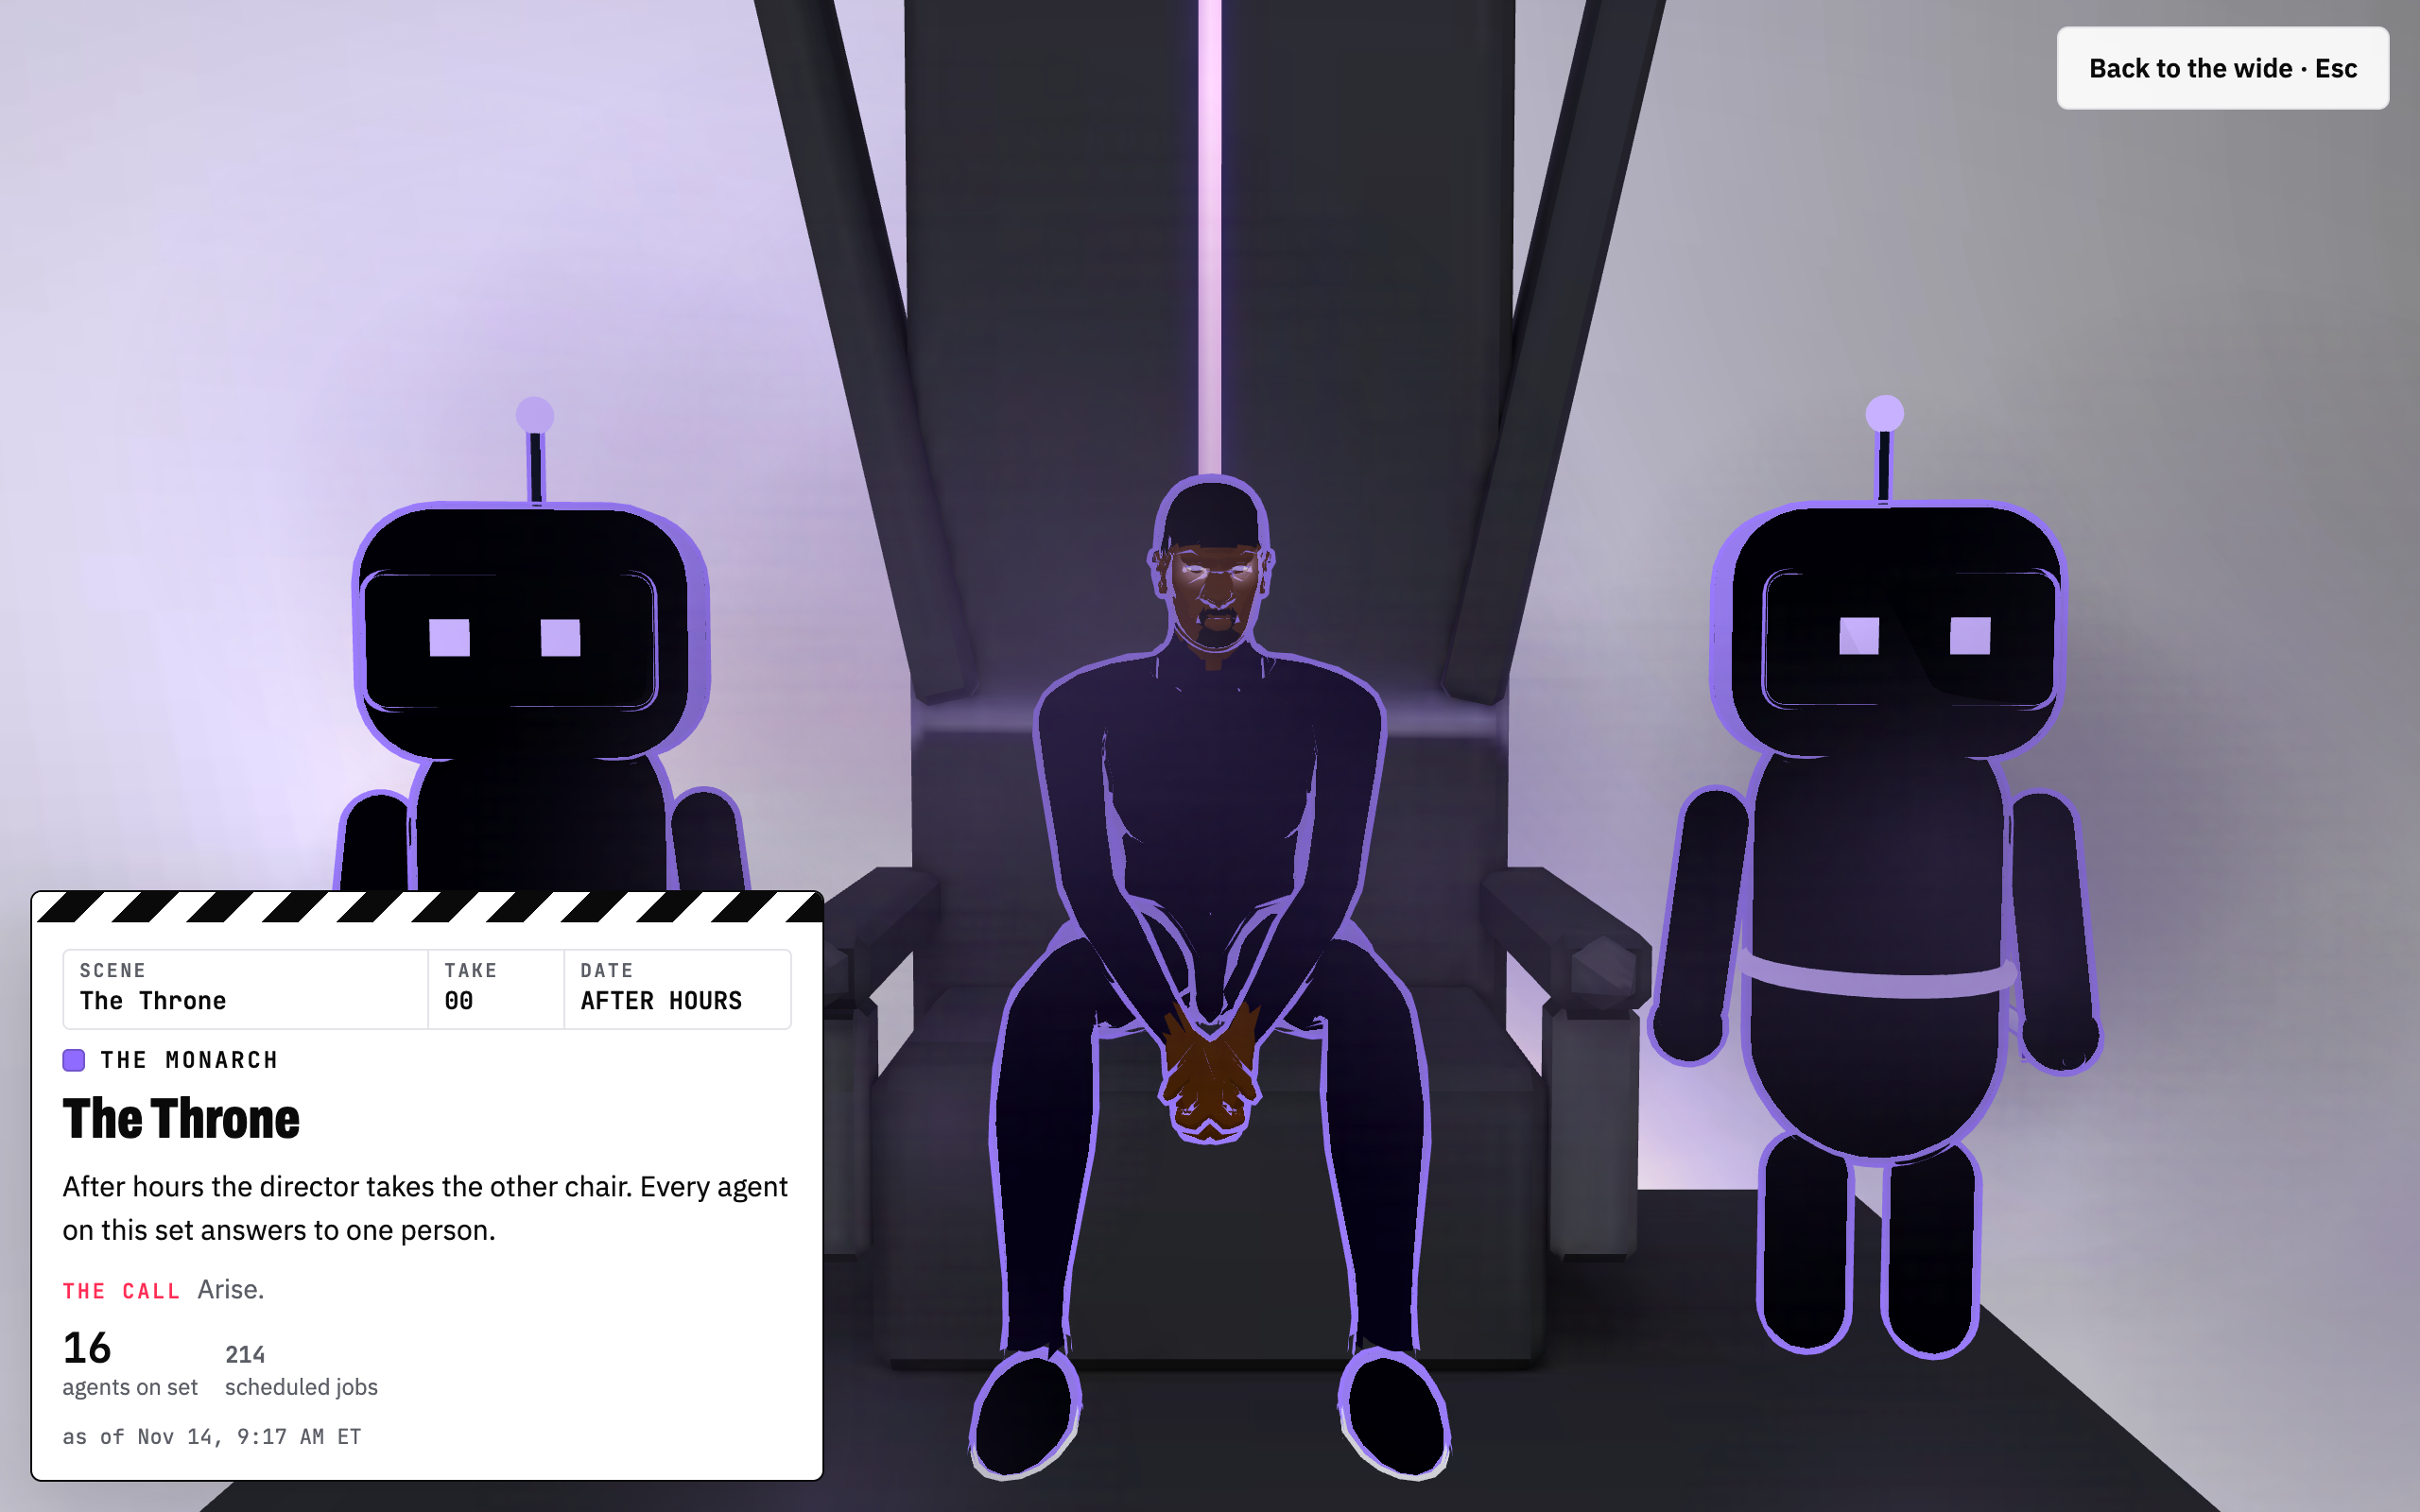 Back to the wide · Esc
SCENE
The Throne
TAKE
00
DATE
AFTER HOURS
THE MONARCH
The Throne
After hours the director takes the other chair. Every agent
on this set answers to one person.
THE CALL Arise.
16
agents on set
214
scheduled jobs
as of Nov 14, 9:17 AM ET